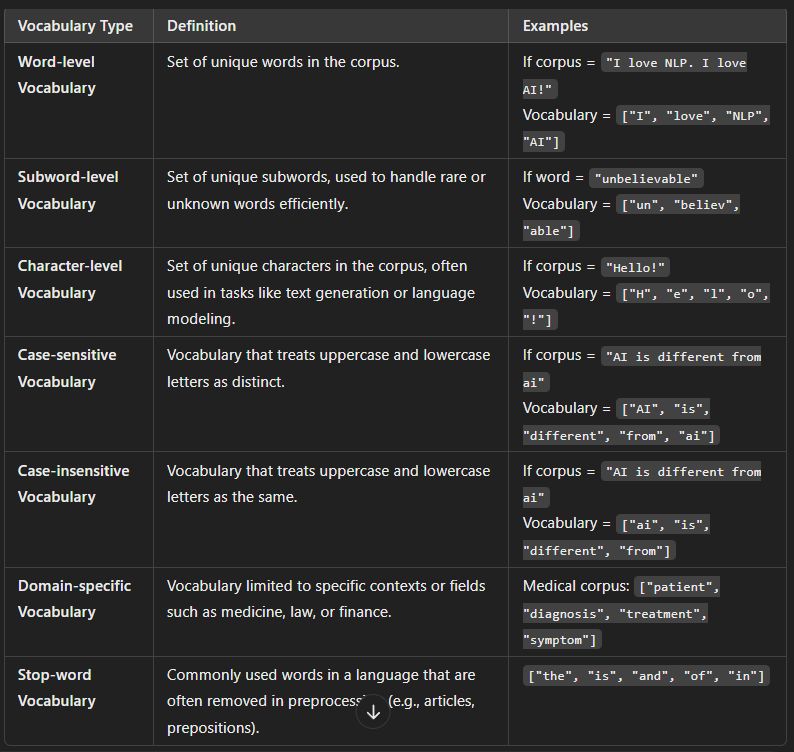 Vocabulary Type Definition Examples
Word-level Vocabulary
Set of unique words in the corpus.
If corpus = "I love NLP. I love
AI!"
Vocabulary = ["I", "love", "NLP",
"AI"]
Subword-level Vocabulary
Set of unique subwords, used to handle rare or
unknown words efficiently.
If word = "unbelievable"
Vocabulary = ["un", "believ",
"able"]
Character-level Vocabulary
Set of unique characters in the corpus, often
used in tasks like text generation or language
modeling.
If corpus = "Hello!"
Vocabulary = ["H", "e", "l", "o",
"!"]
Case-sensitive Vocabulary
Vocabulary that treats uppercase and lowercase
letters as distinct.
If corpus = "AI is different from
ai"
Vocabulary = ["AI", "is",
"different", "from", "ai"]
Case-insensitive Vocabulary
Vocabulary that treats uppercase and lowercase
letters as the same.
If corpus = "AI is different from
ai"
Vocabulary = ["ai", "is",
"different", "from"]
Domain-specific Vocabulary
Vocabulary limited to specific contexts or fields
such as medicine, law, or finance.
Medical corpus: ["patient",
"diagnosis", "treatment",
"symptom"]
Stop-word Vocabulary
Commonly used words in a language that are
often removed in preprocessing (e.g., articles,
prepositions).
["the", "is", "and", "of", "in"]